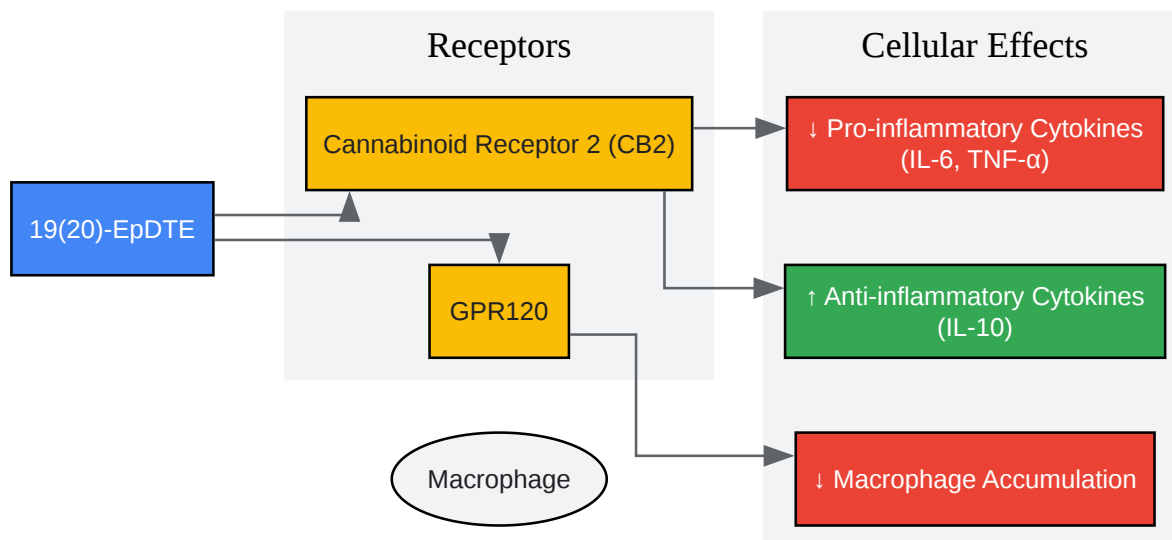 Receptors
Cellular Effects
Cannabinoid Receptor 2 (CB2)
↓ Pro-inflammatory Cytokines
(IL-6, TNF-α)
19(20)-EpDTE
GPR120
↑ Anti-inflammatory Cytokines
(IL-10)
Macrophage
↓ Macrophage Accumulation